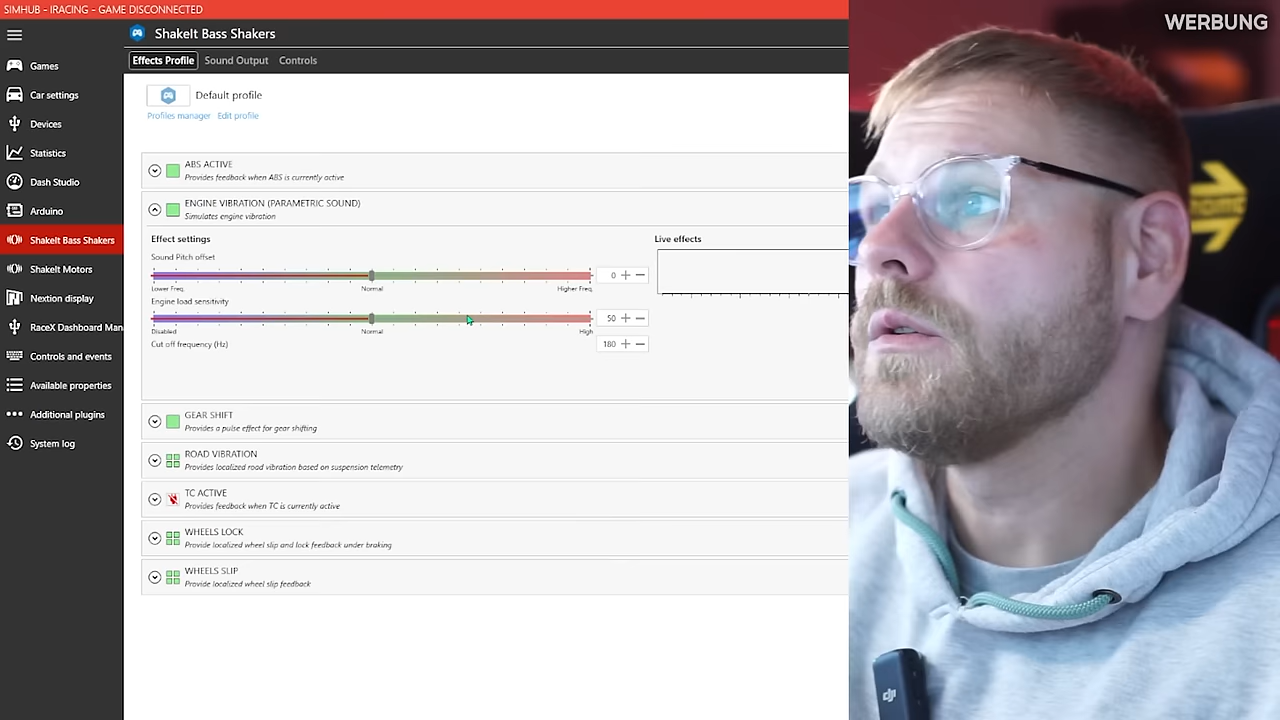 SIMHUB - IRACING - GAME DISCONNECTED
WERBUNG
ShakeIt Bass Shakers
Effects Profile Sound Output Controls
Games
Car settings
Devices
Statistics
Dash Studio
Arduino
ShakeIt Bass Shakers
ShakeIt Motors
Nextion display
RaceX Dashboard Man
Controls and events
Available properties
Additional plugins
System log
Default profile
Profiles manager Edit profile
ABS ACTIVE
Provides feedback when ABS is currently active
ENGINE VIBRATION (PARAMETRIC SOUND)
Simulates engine vibration
Effect settings
Live effects
Sound Pitch offset
0
Lower Freq. Normal Higher Freq.
Engine load sensitivity
50
Disabled Normal High
Cut off frequency (Hz) 180
GEAR SHIFT
Provides a pulse effect for gear shifting
ROAD VIBRATION
Provides localized road vibration based on suspension telemetry
TC ACTIVE
Provides feedback when TC is currently active
WHEELS LOCK
Provide localized wheel slip and lock feedback under braking
WHEELS SLIP
Provide localized wheel slip feedback
dji